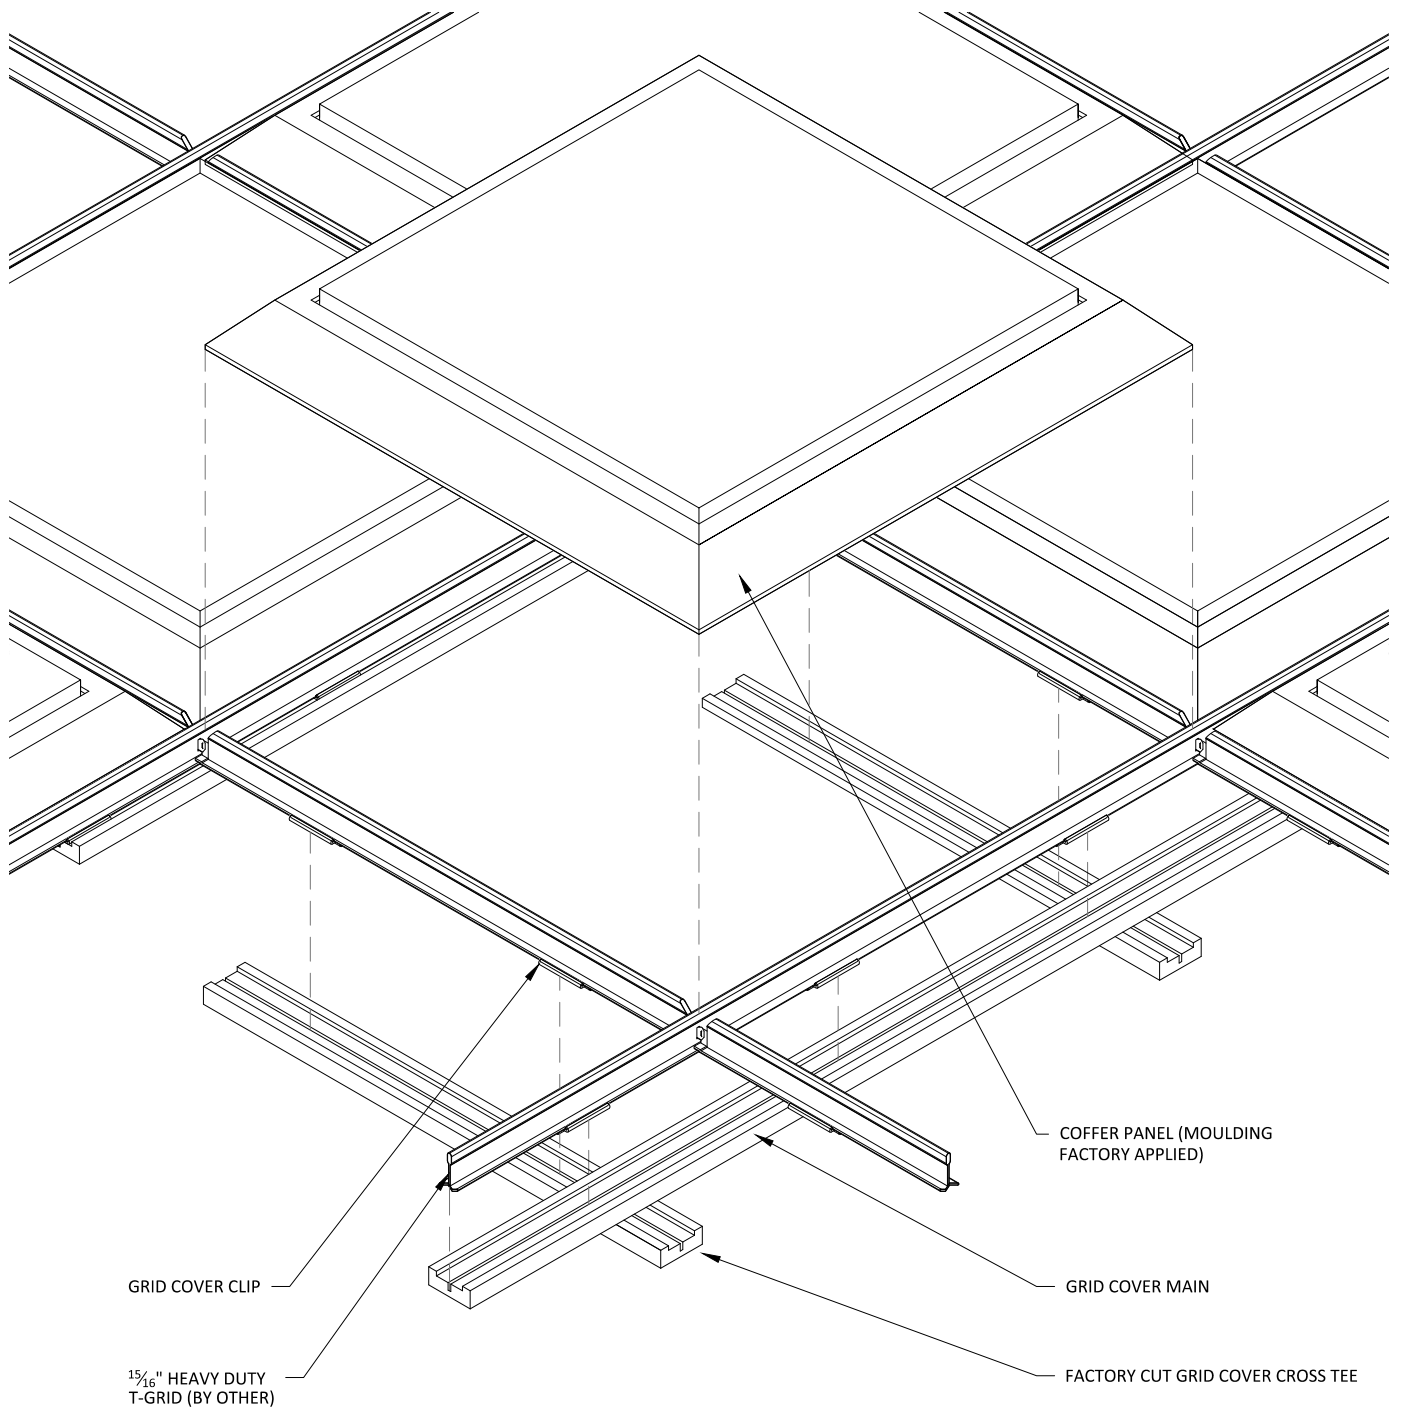 COFFER PANEL (MOULDING
FACTORY APPLIED)
GRID COVER CLIP
GRID COVER MAIN
15/16" HEAVY DUTY
T-GRID (BY OTHER)
FACTORY CUT GRID COVER CROSS TEE